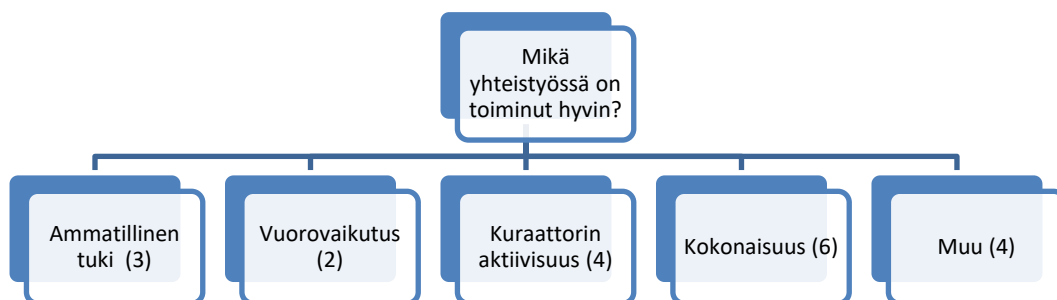 Mikä
yhteistyössä on
toiminut hyvin?
Ammatillinen
tuki (3)
Vuorovaikutus
(2)
Kuraattorin
aktiivisuus (4)
Kokonaisuus (6)
Muu (4)